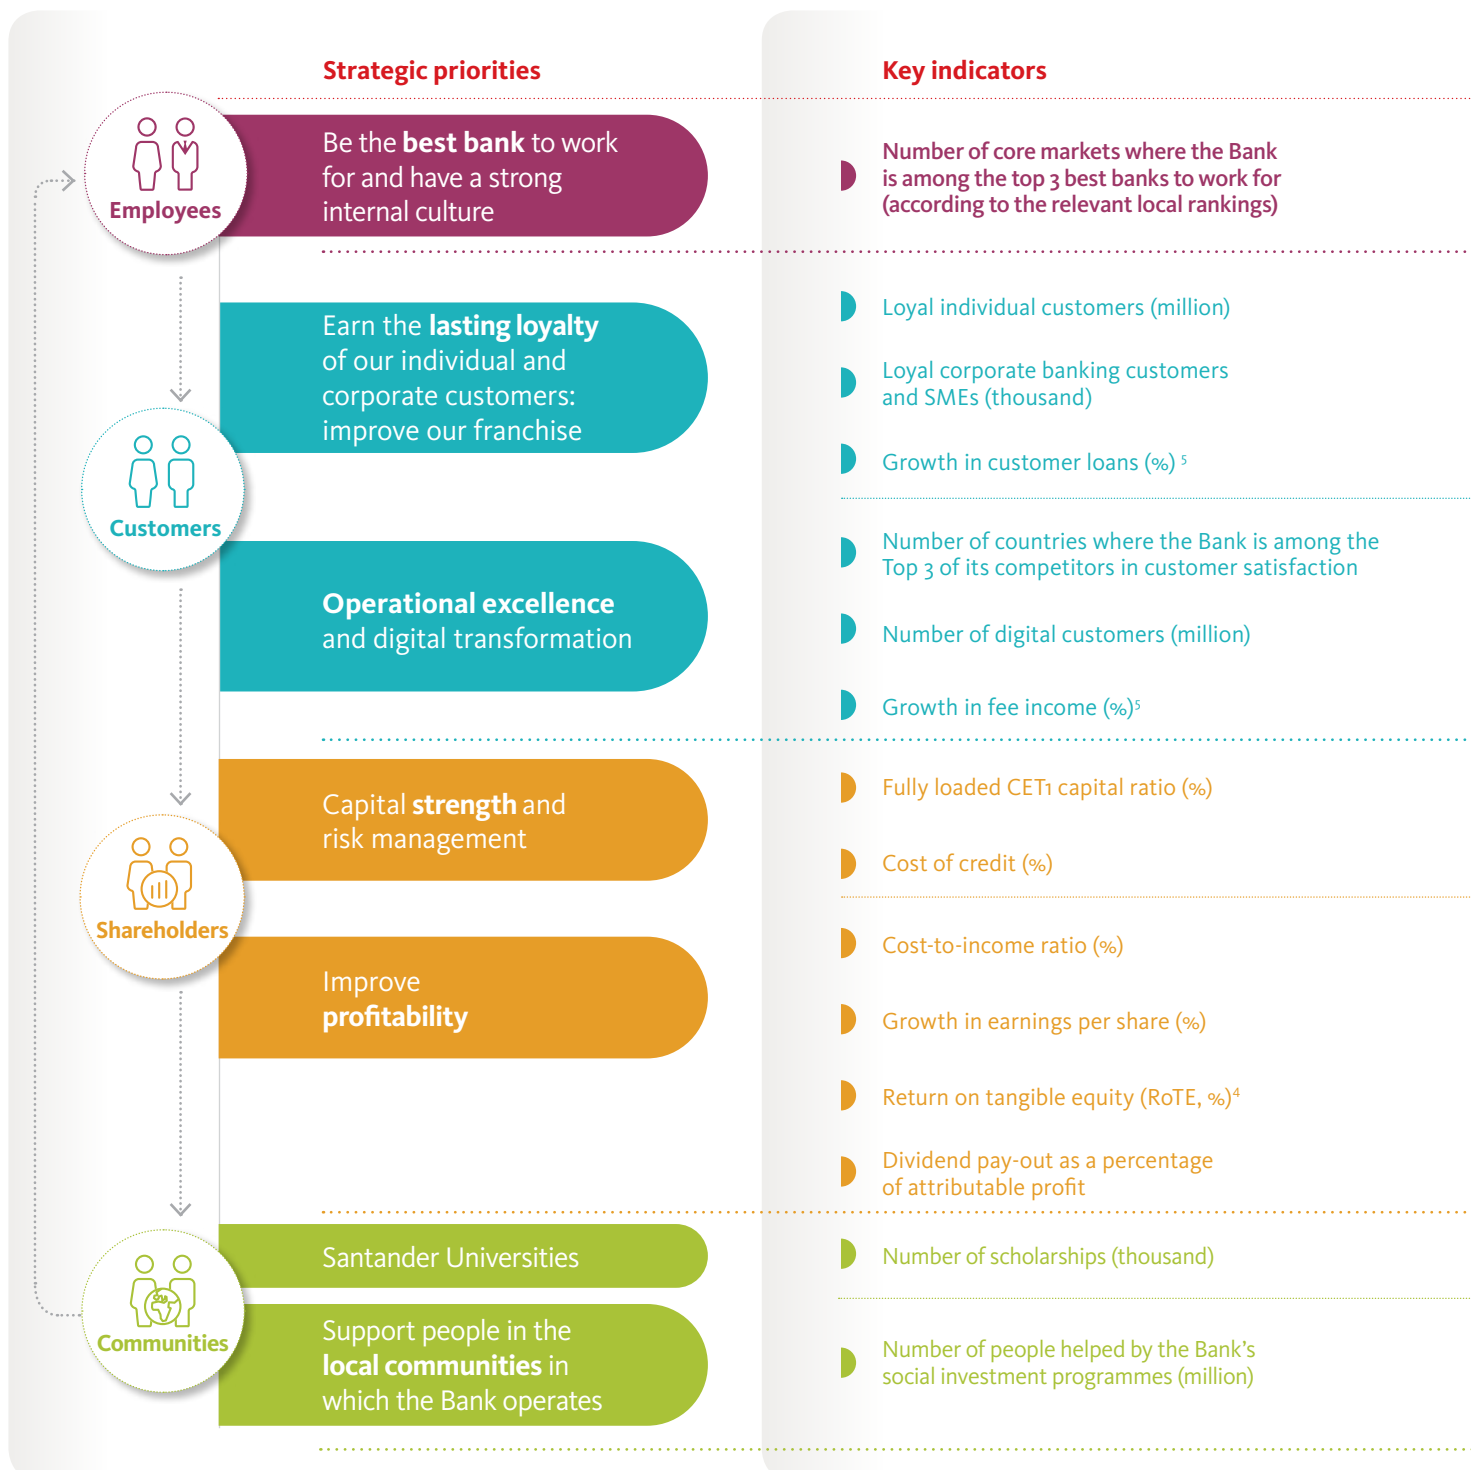 Strategic priorities
Key indicators
Employees
Be the best bank to work
for and have a strong
internal culture
Number of core markets where the Bank
is among the top 3 best banks to work for
(according to the relevant local rankings)
Customers
Earn the lasting loyalty
of our individual and
corporate customers:
improve our franchise
Loyal individual customers (million)
Loyal corporate banking customers
and SMEs (thousand)
Growth in customer loans (%) 5
Operational excellence
and digital transformation
Number of countries where the Bank is among the
Top 3 of its competitors in customer satisfaction
Number of digital customers (million)
Growth in fee income (%)5
Shareholders
Capital strength and
risk management
Fully loaded CET1 capital ratio (%)
Cost of credit (%)
Improve
profitability
Cost-to-income ratio (%)
Growth in earnings per share (%)
Return on tangible equity (RoTE, %)4
Dividend pay-out as a percentage
of attributable profit
Communities
Santander Universities
Number of scholarships (thousand)
Support people in the
local communities in
which the Bank operates
Number of people helped by the Bank's
social investment programmes (million)